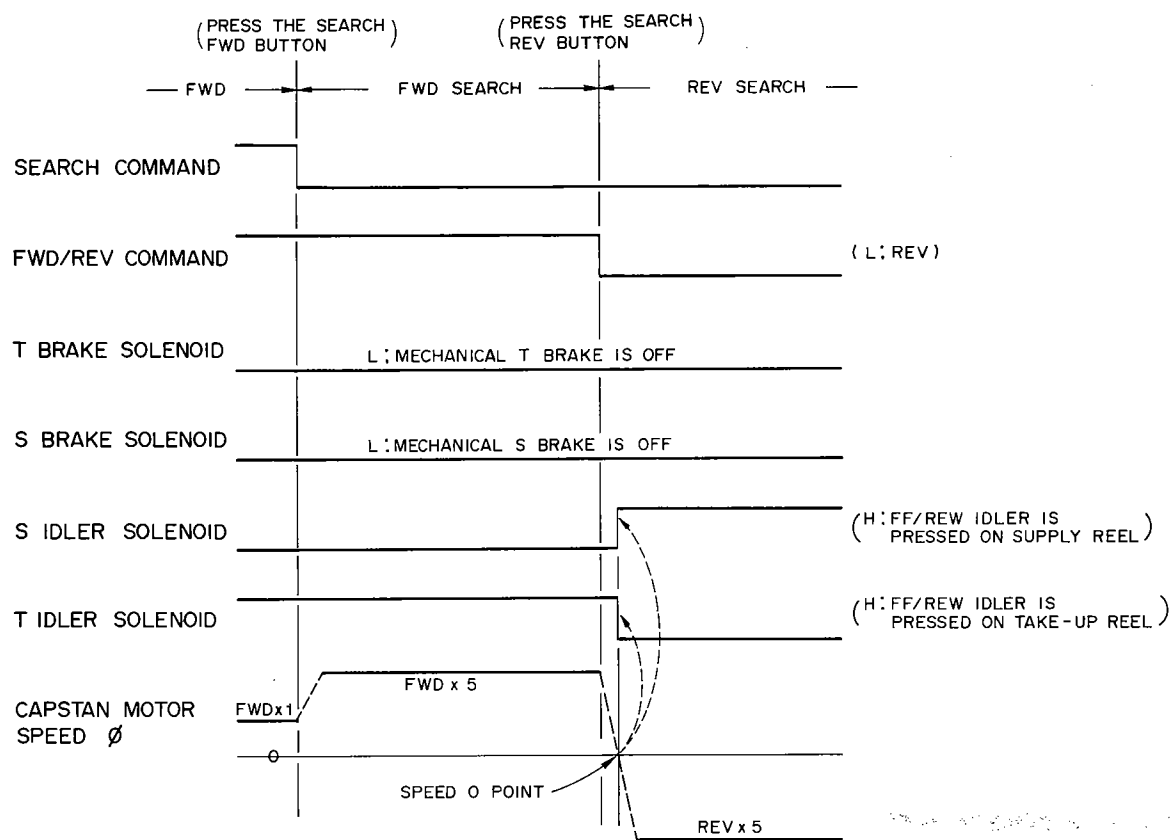 (PRESS THE SEARCH
FWD BUTTON)
(PRESS THE SEARCH
REV BUTTON)
FWD
FWD SEARCH
REV SEARCH
SEARCH COMMAND
FWD/REV COMMAND
(L:REV)
T BRAKE SOLENOID
L:MECHANICAL T BRAKE IS OFF
S BRAKE SOLENOID
L:MECHANICAL S BRAKE IS OFF
S IDLER SOLENOID
(H:FF/REW IDLER IS
PRESSED ON SUPPLY REEL)
T IDLER SOLENOID
(H:FF/REW IDLER IS
PRESSED ON TAKE-UP REEL)
CAPSTAN MOTOR
SPEED Ø
FWDx1
FWD x 5
0
SPEED 0 POINT
REV x 5